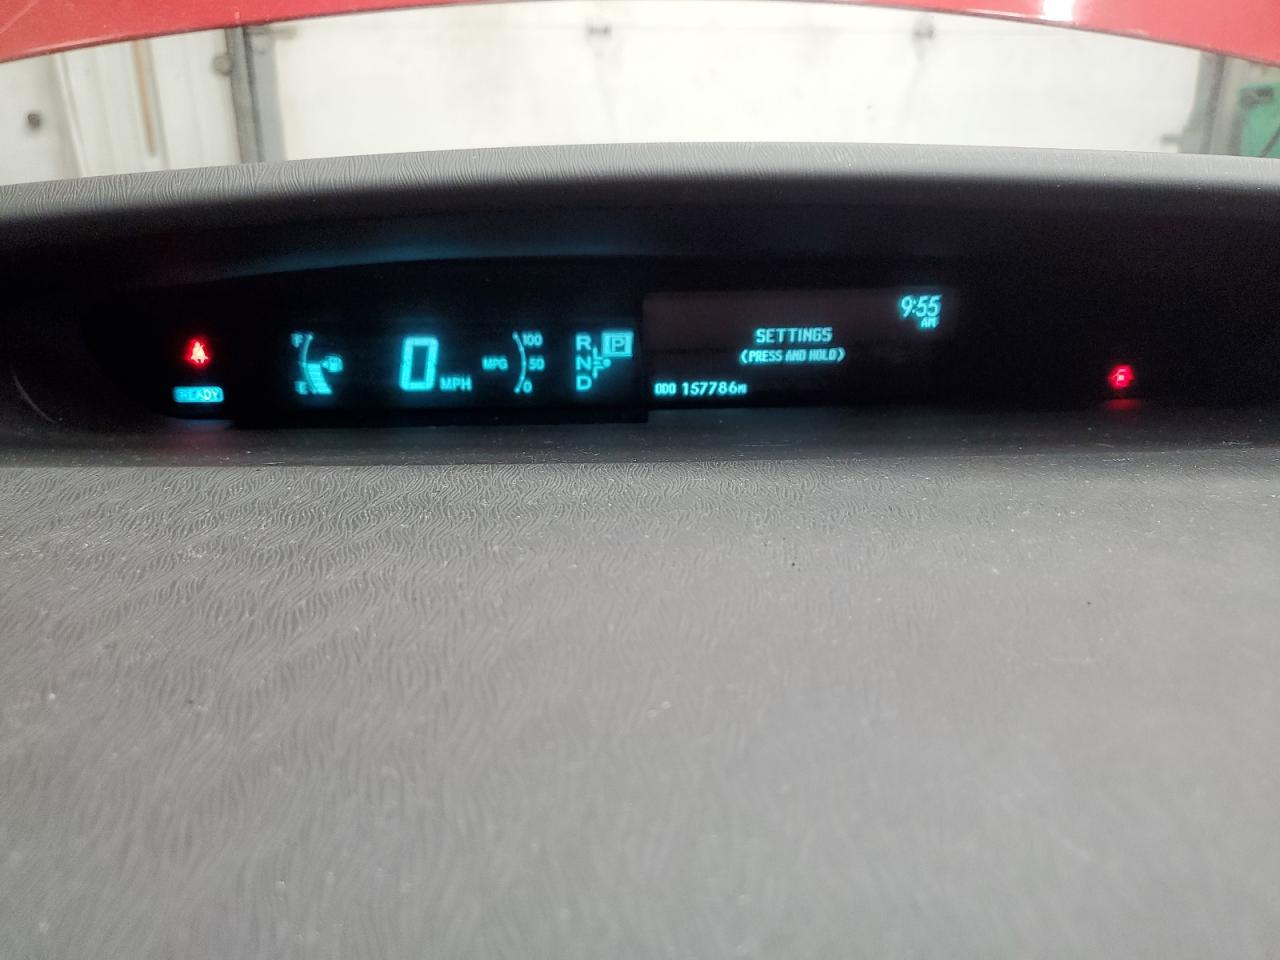 READY
F
E
0 MPH
MPG
100
50
0
R
N
D
P
9:55
AM
SETTINGS
(PRESS AND HOLD)
ODO 157786MI